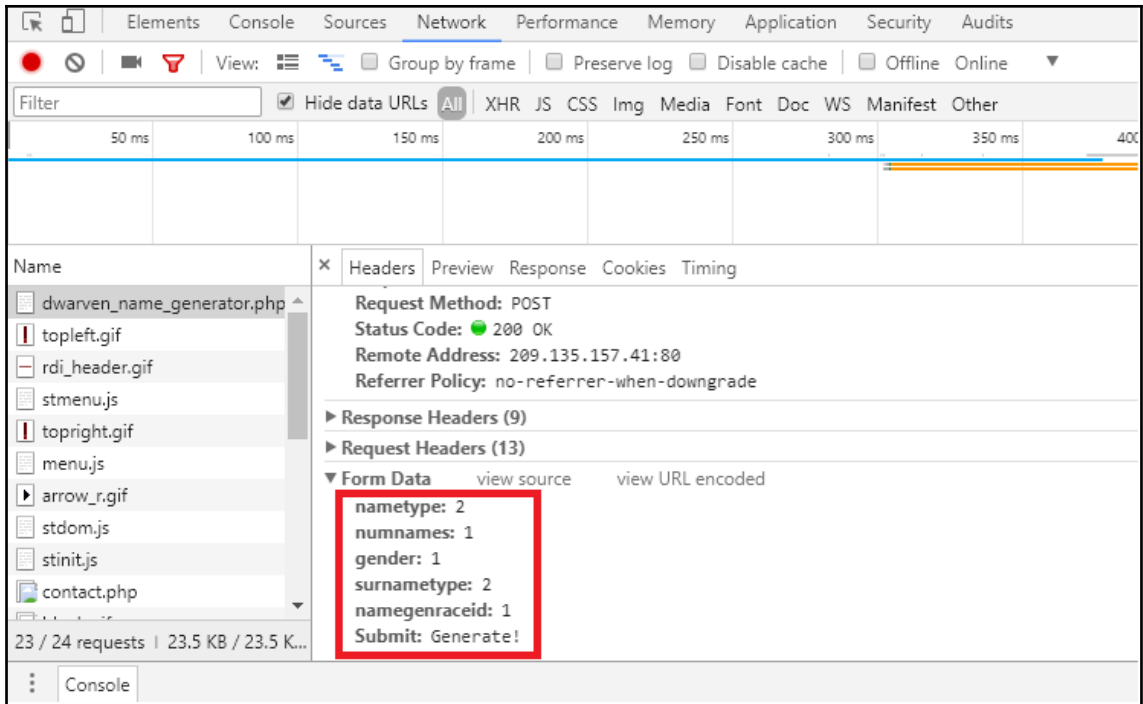 Elements Console Sources Network Performance Memory Application Security Audits
View: Group by frame Preserve log Disable cache Offline Online
Filter Hide data URLs All XHR JS CSS Img Media Font Doc WS Manifest Other
50 ms 100 ms 150 ms 200 ms 250 ms 300 ms 350 ms
Name
dwarven_name_generator.php
topleft.gif
rdi_header.gif
stmenu.js
topright.gif
menu.js
arrow_r.gif
stdom.js
stinit.js
contact.php
23 / 24 requests | 23.5 KB / 23.5 K...
× Headers Preview Response Cookies Timing
Request Method: POST
Status Code: 200 OK
Remote Address: 209.135.157.41:80
Referrer Policy: no-referrer-when-downgrade
Response Headers (9)
Request Headers (13)
Form Data view source view URL encoded
nametype: 2
numnames: 1
gender: 1
surnametype: 2
namegenraceid: 1
Submit: Generate!
Console